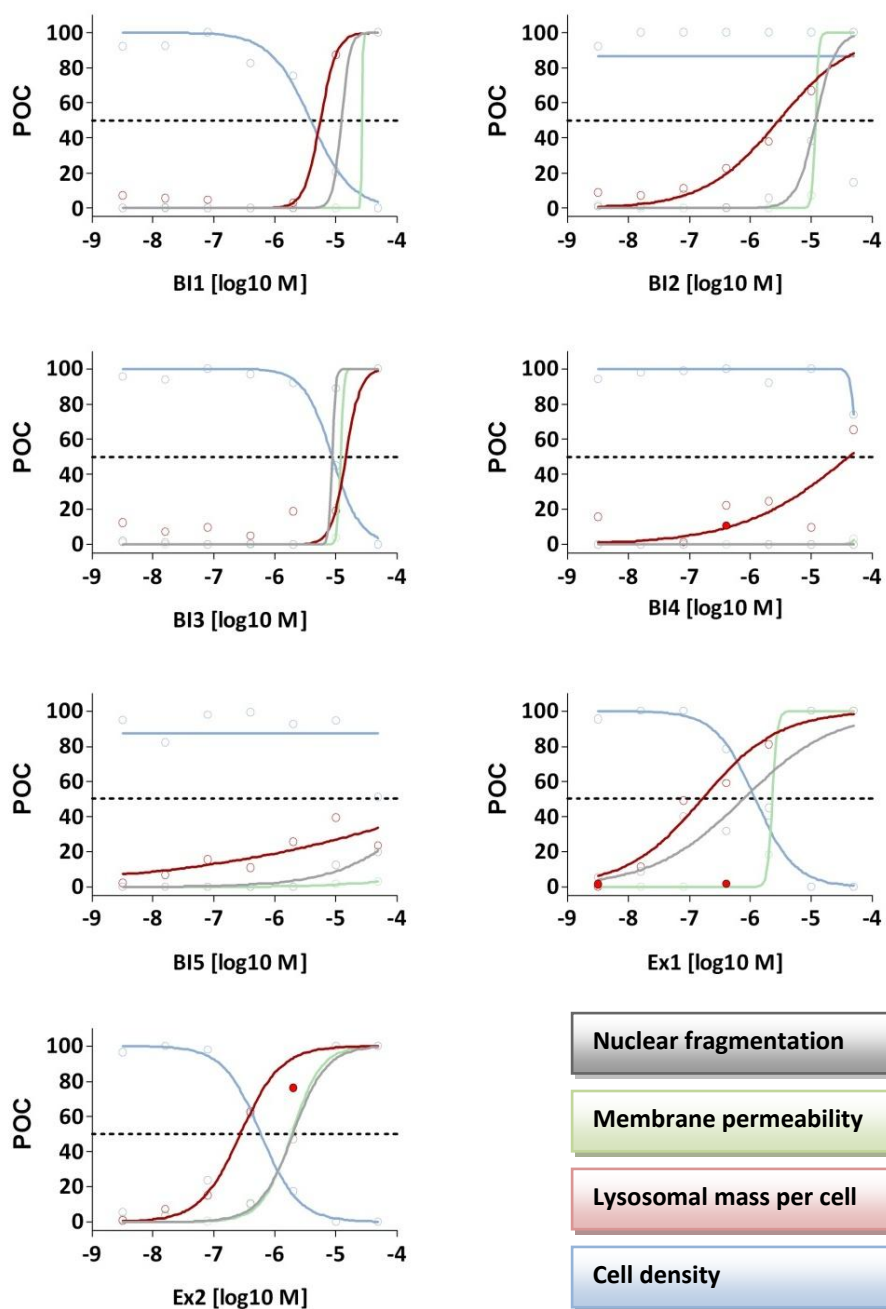 100
80
60
40
20
0
POC
-9 -8 -7 -6 -5 -4
BI1 [log10 M]
100
80
60
40
20
0
POC
-9 -8 -7 -6 -5 -4
BI2 [log10 M]
100
80
60
40
20
0
POC
-9 -8 -7 -6 -5 -4
BI3 [log10 M]
100
80
60
40
20
0
POC
-9 -8 -7 -6 -5 -4
BI4 [log10 M]
100
80
60
40
20
0
POC
-9 -8 -7 -6 -5 -4
BI5 [log10 M]
100
80
60
40
20
0
POC
-9 -8 -7 -6 -5 -4
Ex1 [log10 M]
100
80
60
40
20
0
POC
-9 -8 -7 -6 -5 -4
Ex2 [log10 M]
Nuclear fragmentation
Membrane permeability
Lysosomal mass per cell
Cell density